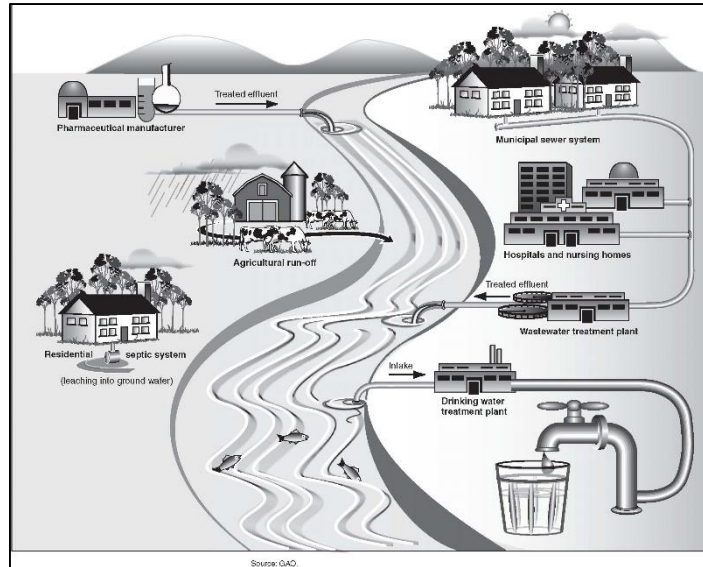 Treated effluent
Pharmaceutical manufacturer
Municipal sewer system
Agricultural run-off
Hospitals and nursing homes
Treated effluent
Wastewater treatment plant
Residential septic system
(leaching into ground water)
Intake
Drinking water
treatment plant
Source: GAO.